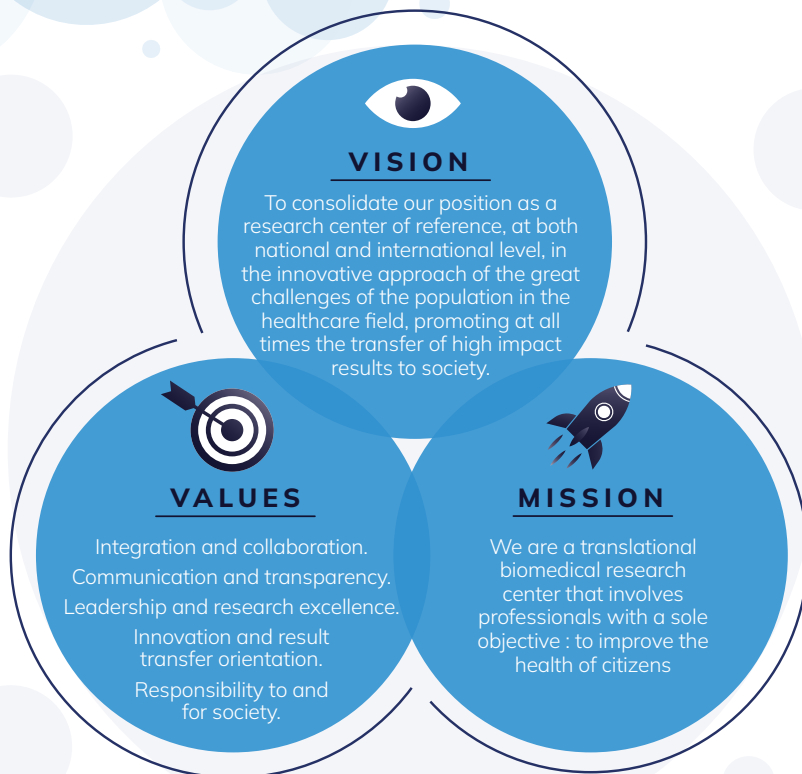 VISION
To consolidate our position as a
research center of reference, at both
national and international level, in
the innovative approach of the great
challenges of the population in the
healthcare field, promoting at all
times the transfer of high impact
results to society.
VALUES
Integration and collaboration.
Communication and transparency.
Leadership and research excellence.
Innovation and result
transfer orientation.
Responsibility to and
for society.
MISSION
We are a translational
biomedical research
center that involves
professionals with a sole
objective : to improve the
health of citizens